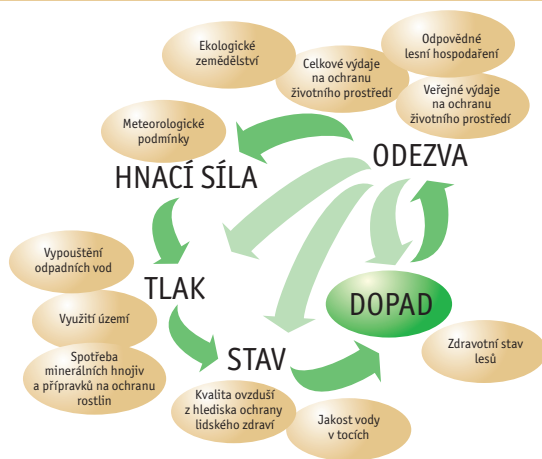 Ekologické
zemědělství
Celkové výdaje
na ochranu
životního prostředí
Odpovědné
lesní hospodaření
Veřejné výdaje
na ochranu
životního prostředí
Meteorologické
podmínky
HNACÍ SÍLA
ODEZVA
Vypouštění
odpadních vod
TLAK
Využití území
Spotřeba
minerálních hnojiv
a přípravků na ochranu
rostlin
DOPAD
Zdravotní stav
lesů
STAV
Kvalita ovzduší
z hlediska ochrany
lidského zdraví
Jakost vody
v tocích